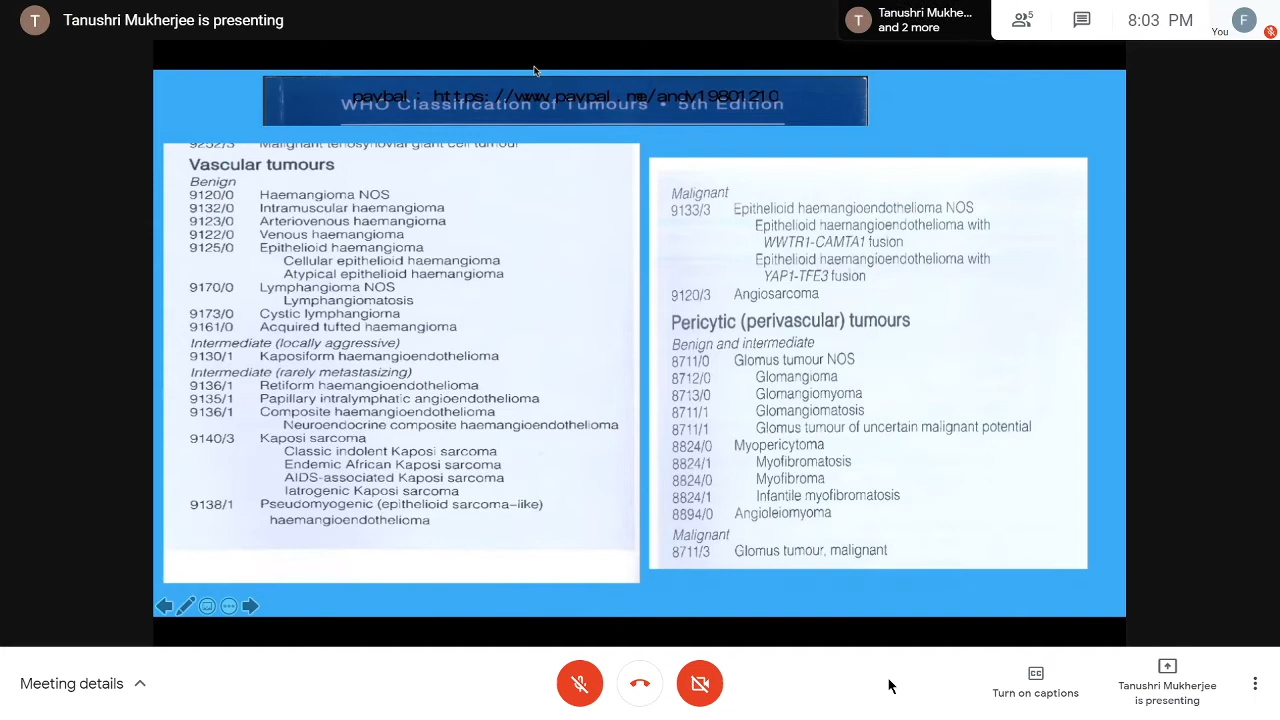 T Tanushri Mukherjee is presenting
T Tanushri Mukhe...
and 2 more
5
8:03 PM
You
F
paypal : https://www.paypal.me/andy19801210
WHO Classification of Tumours • 5th Edition
9252/3 Malignant tenosynovial giant cell tumour
Vascular tumours
Benign
9120/0 Haemangioma NOS
9132/0 Intramuscular haemangioma
9123/0 Arteriovenous haemangioma
9122/0 Venous haemangioma
9125/0 Epithelioid haemangioma
Cellular epithelioid haemangioma
Atypical epithelioid haemangioma
9170/0 Lymphangioma NOS
Lymphangiomatosis
9173/0 Cystic lymphangioma
9161/0 Acquired tufted haemangioma
Intermediate (locally aggressive)
9130/1 Kaposiform haemangioendothelioma
Intermediate (rarely metastasizing)
9136/1 Retiform haemangioendothelioma
9135/1 Papillary intralymphatic angioendothelioma
9136/1 Composite haemangioendothelioma
Neuroendocrine composite haemangioendothelioma
9140/3 Kaposi sarcoma
Classic indolent Kaposi sarcoma
Endemic African Kaposi sarcoma
AIDS-associated Kaposi sarcoma
Iatrogenic Kaposi sarcoma
9138/1 Pseudomyogenic (epithelioid sarcoma–like)
haemangioendothelioma
Malignant
9133/3 Epithelioid haemangioendothelioma NOS
Epithelioid haemangioendothelioma with
WWTR1-CAMTA1 fusion
Epithelioid haemangioendothelioma with
YAP1-TFE3 fusion
9120/3 Angiosarcoma
Pericytic (perivascular) tumours
Benign and intermediate
8711/0 Glomus tumour NOS
8712/0 Glomangioma
8713/0 Glomangiomyoma
8711/1 Glomangiomatosis
8711/1 Glomus tumour of uncertain malignant potential
8824/0 Myopericytoma
8824/1 Myofibromatosis
8824/0 Myofibroma
8824/1 Infantile myofibromatosis
8894/0 Angioleiomyoma
Malignant
8711/3 Glomus tumour, malignant
Meeting details
CC
Turn on captions
Tanushri Mukherjee
is presenting